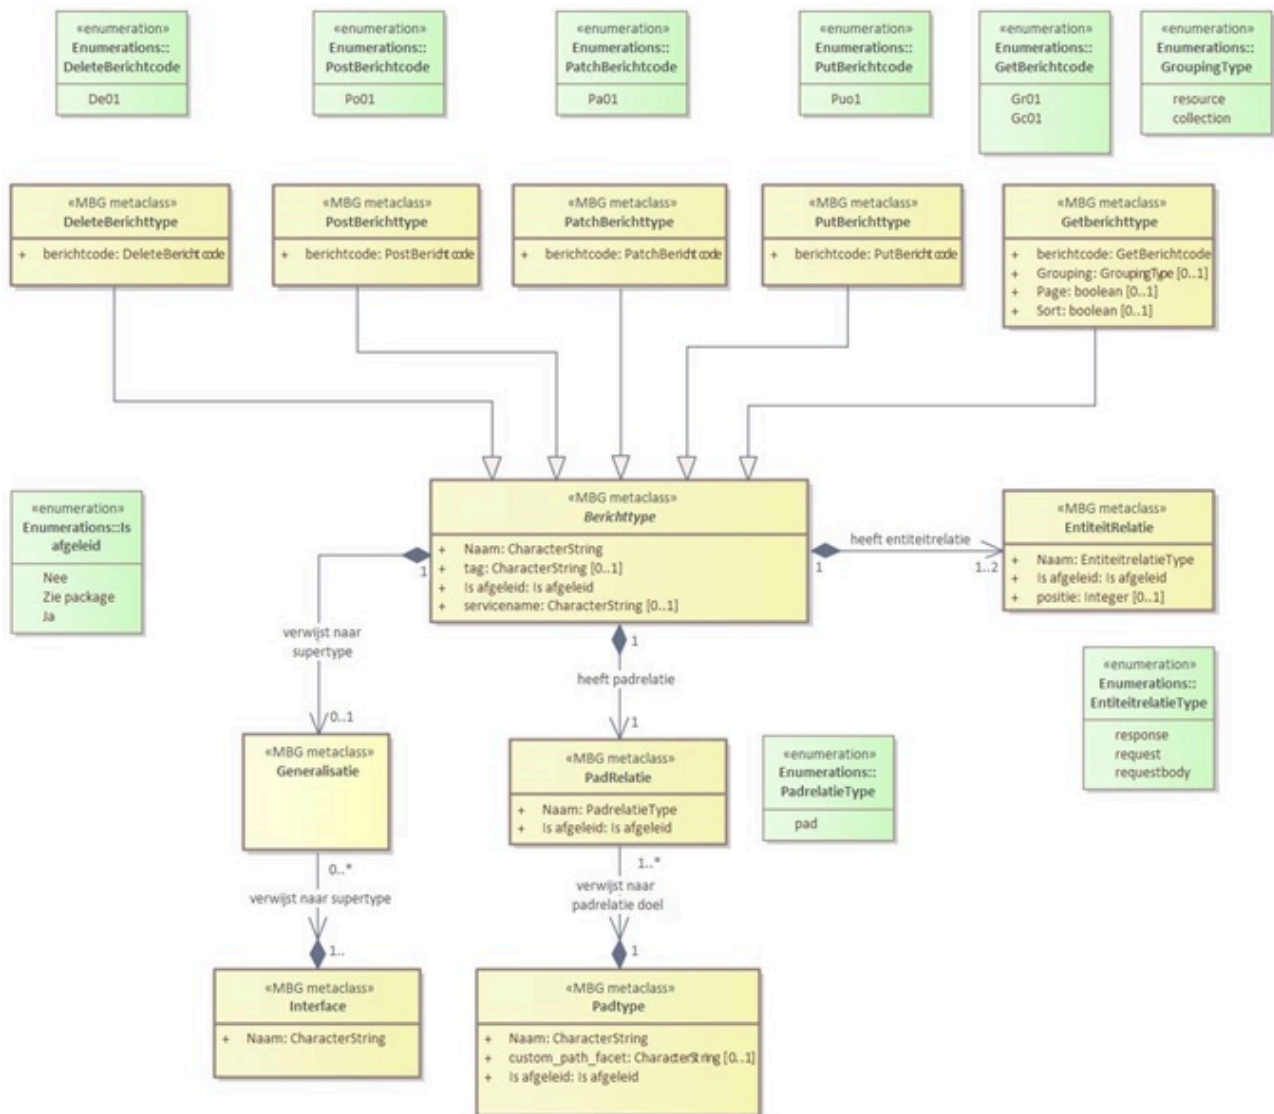 «enumeration»
Enumerations::
DeleteBerichtcode
De01
«enumeration»
Enumerations::
PostBerichtcode
Po01
«enumeration»
Enumerations::
PatchBerichtcode
Pa01
«enumeration»
Enumerations::
PutBerichtcode
Puo1
«enumeration»
Enumerations::
GetBerichtcode
Gr01
Gc01
«enumeration»
Enumerations::
GroupingType
resource
collection
«MBG metaclass»
DeleteBerichttype
+ berichtcode: DeleteBerichtcode
«MBG metaclass»
PostBerichttype
+ berichtcode: PostBerichtcode
«MBG metaclass»
PatchBerichttype
+ berichtcode: PatchBerichtcode
«MBG metaclass»
PutBerichttype
+ berichtcode: PutBerichtcode
«MBG metaclass»
Getberichttype
+ berichtcode: GetBerichtcode
+ Grouping: GroupingType [0..1]
+ Page: boolean [0..1]
+ Sort: boolean [0..1]
«enumeration»
Enumerations::Is
afgeleid
Nee
Zie package
Ja
«MBG metaclass»
Berichttype
+ Naam: CharacterString
+ tag: CharacterString [0..1]
+ Is afgeleid: Is afgeleid
+ servicename: CharacterString [0..1]
1
heeft entiteitrelatie
1
1..2
«MBG metaclass»
EntiteitRelatie
+ Naam: EntiteitrelatieType
+ Is afgeleid: Is afgeleid
+ positie: Integer [0..1]
verwijst naar
supertype
0..1
1
heeft padrelatie
1
«enumeration»
Enumerations::
EntiteitrelatieType
response
request
requestbody
«MBG metaclass»
Generalisatie
«MBG metaclass»
PadRelatie
+ Naam: PadrelatieType
+ Is afgeleid: Is afgeleid
«enumeration»
Enumerations::
PadrelatieType
pad
0..*
verwijst naar supertype
1..
1..*
verwijst naar
padrelatie doel
1
«MBG metaclass»
Interface
+ Naam: CharacterString
«MBG metaclass»
Padtype
+ Naam: CharacterString
+ custom_path_facet: CharacterString [0..1]
+ Is afgeleid: Is afgeleid